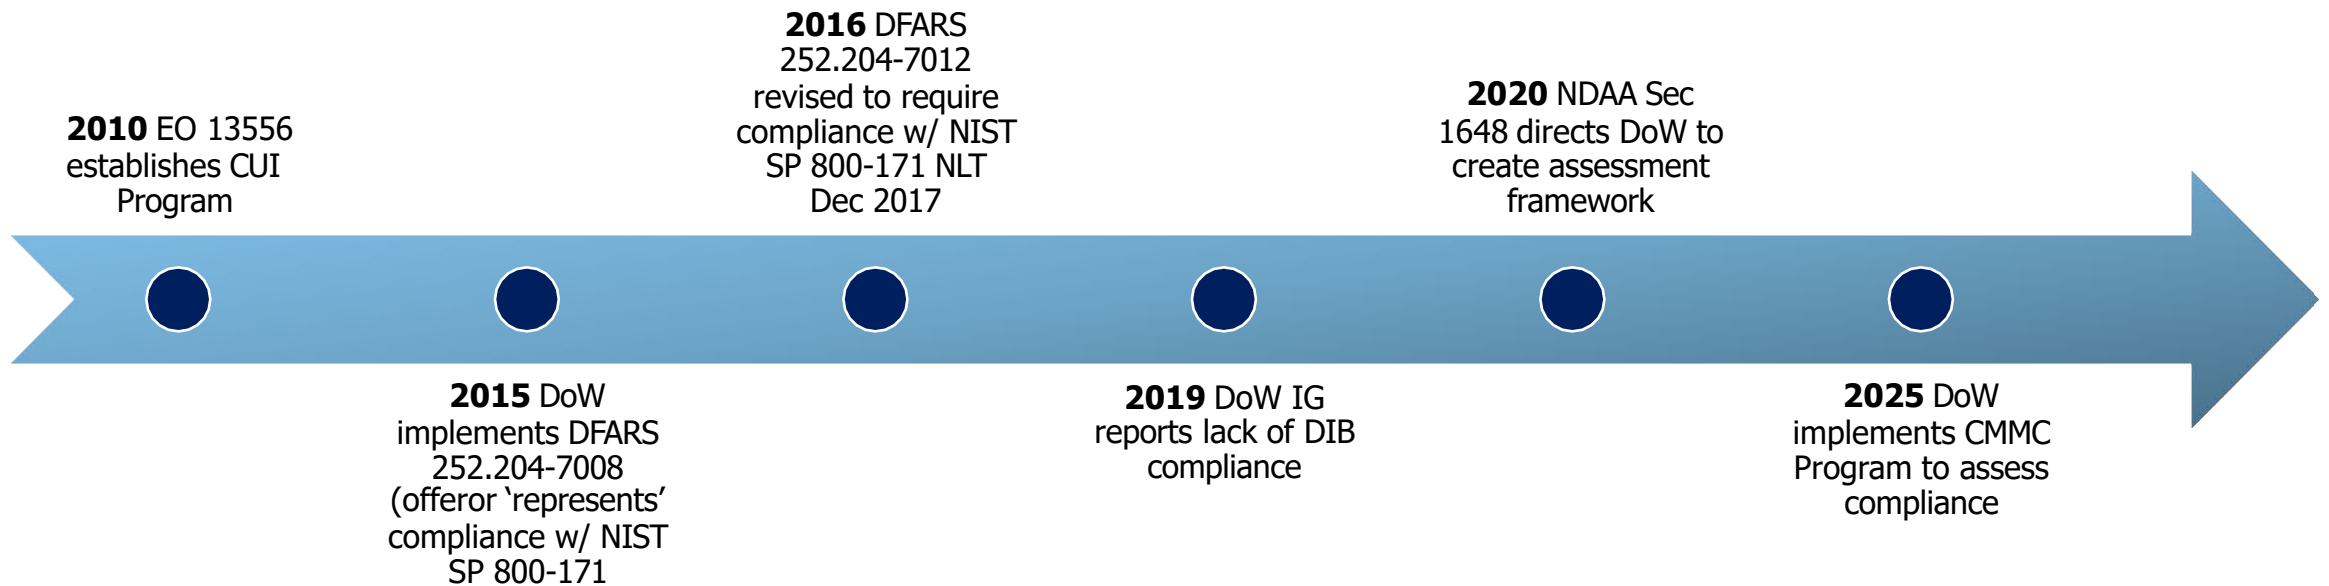 2010 EO 13556
establishes CUI
Program
2015 DoW
implements DFARS
252.204-7008
(offeror ‘represents’
compliance w/ NIST
SP 800-171
2016 DFARS
252.204-7012
revised to require
compliance w/ NIST
SP 800-171 NLT
Dec 2017
2019 DoW IG
reports lack of DIB
compliance
2020 NDAA Sec
1648 directs DoW to
create assessment
framework
2025 DoW
implements CMMC
Program to assess
compliance